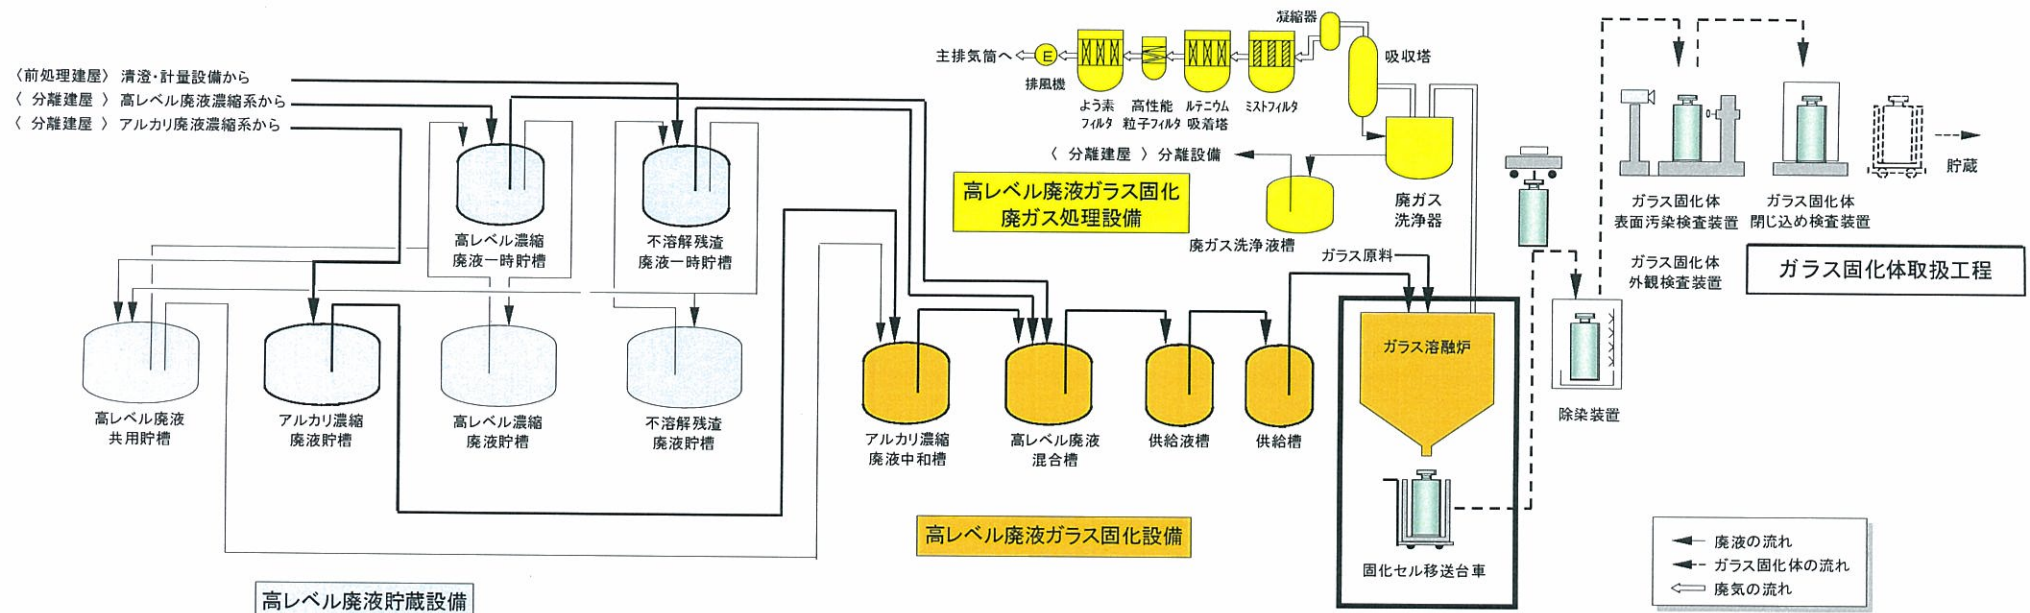 〈前処理建屋〉清澄・計量設備から
〈 分離建屋 〉高レベル廃液濃縮系から
〈 分離建屋 〉アルカリ廃液濃縮系から
高レベル濃縮
廃液一時貯槽
不溶解残渣
廃液一時貯槽
高レベル廃液
共用貯槽
アルカリ濃縮
廃液貯槽
高レベル濃縮
廃液貯槽
不溶解残渣
廃液貯槽
高レベル廃液貯蔵設備
主排気筒へ
E
排風機
よう素
フィルタ
高性能
粒子フィルタ
ルテニウム
吸着塔
ミストフィルタ
凝縮器
吸収塔
〈 分離建屋 〉分離設備
高レベル廃液ガラス固化
廃ガス処理設備
廃ガス洗浄液槽
廃ガス
洗浄器
ガラス原料
アルカリ濃縮
廃液中和槽
高レベル廃液
混合槽
供給液槽
供給槽
ガラス溶融炉
固化セル移送台車
高レベル廃液ガラス固化設備
除染装置
ガラス固化体
表面汚染検査装置
ガラス固化体
外観検査装置
ガラス固化体
閉じ込め検査装置
貯蔵
ガラス固化体取扱工程
廃液の流れ
ガラス固化体の流れ
廃気の流れ